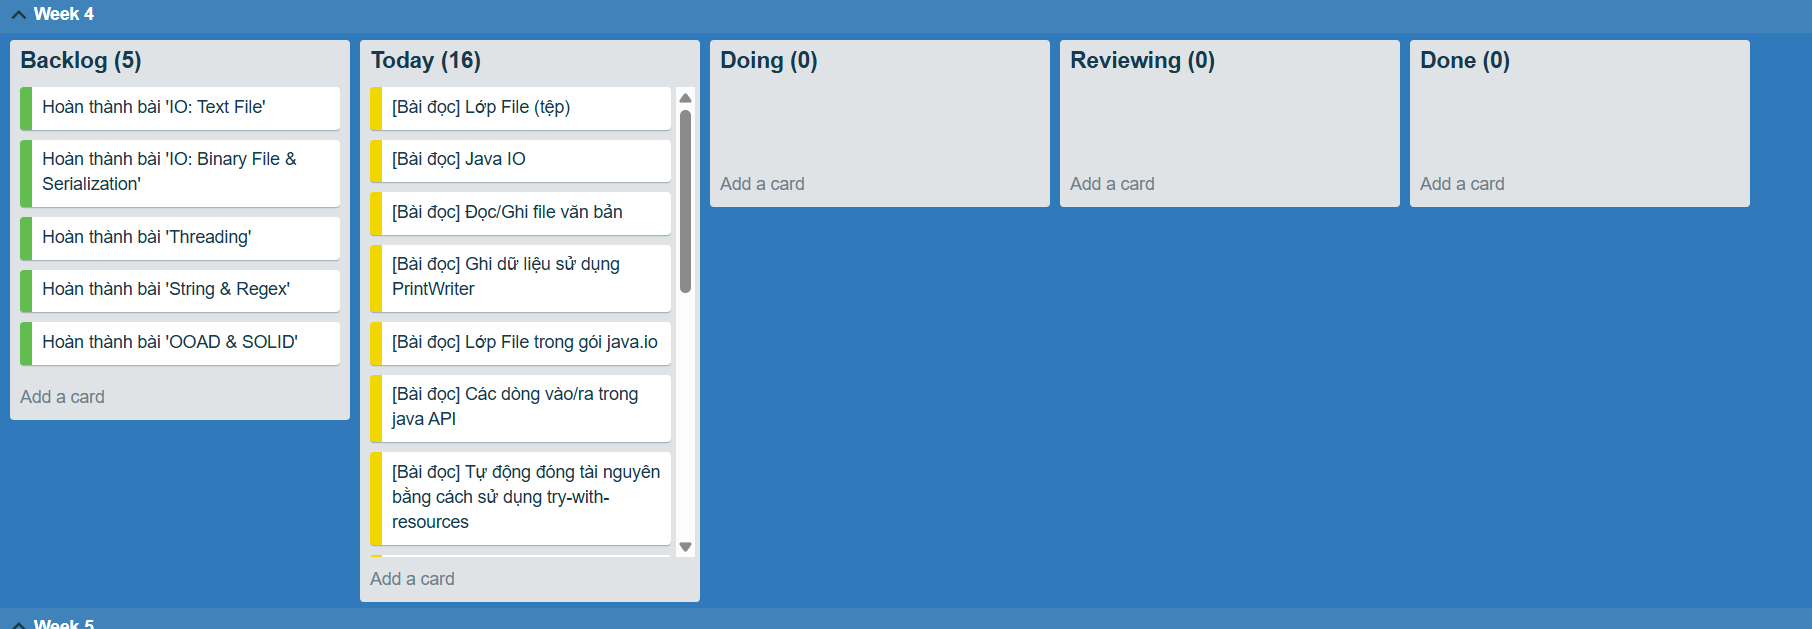 Week 4
Backlog (5)
Hoàn thành bài 'IO: Text File'
Hoàn thành bài 'IO: Binary File &
Serialization'
Hoàn thành bài 'Threading'
Hoàn thành bài 'String & Regex'
Hoàn thành bài 'OOAD & SOLID'
Add a card
Today (16)
[Bài đọc] Lớp File (tệp)
[Bài đọc] Java IO
[Bài đọc] Đọc/Ghi file văn bản
[Bài đọc] Ghi dữ liệu sử dụng
PrintWriter
[Bài đọc] Lớp File trong gói java.io
[Bài đọc] Các dòng vào/ra trong
java API
[Bài đọc] Tự động đóng tài nguyên
bằng cách sử dụng try-with-
resources
Add a card
Doing (0)
Add a card
Reviewing (0)
Add a card
Done (0)
Add a card
Week 5